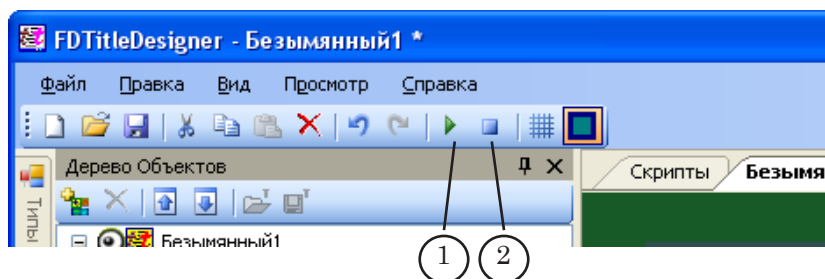 FDTitleDesigner - Безымянный1 *
Файл Правка Вид Просмотр Справка
Дерево Объектов
Скрипты Безымя
Типы
Безымянный1
1 2